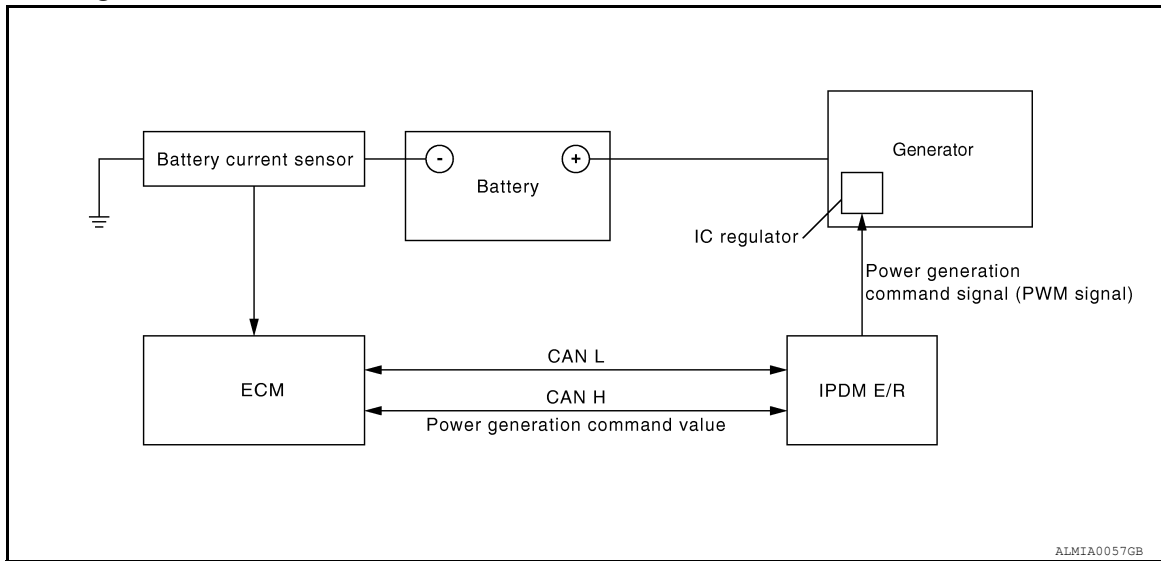 Battery current sensor
-
+
Battery
Generator
IC regulator
Power generation
command signal (PWM signal)
ECM
CAN L
CAN H
Power generation command value
IPDM E/R
ALMIA0057GB